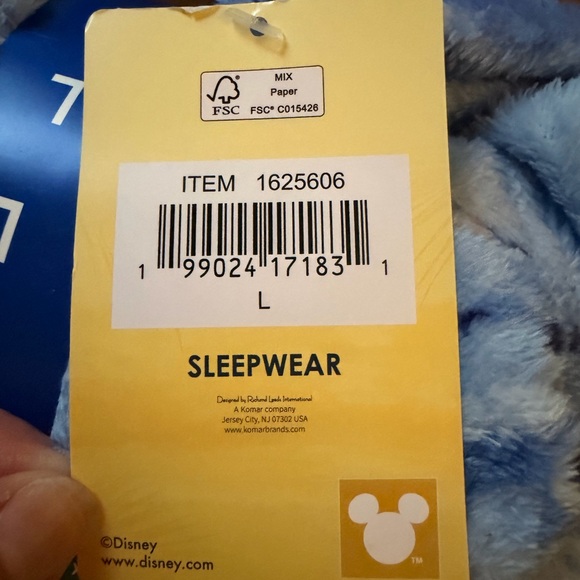 MIX
Paper
FSC
FSC® C015426
ITEM 1625606
1 99024 17183 1
L
SLEEPWEAR
Designed by Richard Leeds International
A Komar company
Jersey City, NJ 07302 USA
www.komarbrands.com
©Disney
www.disney.com
TM
7